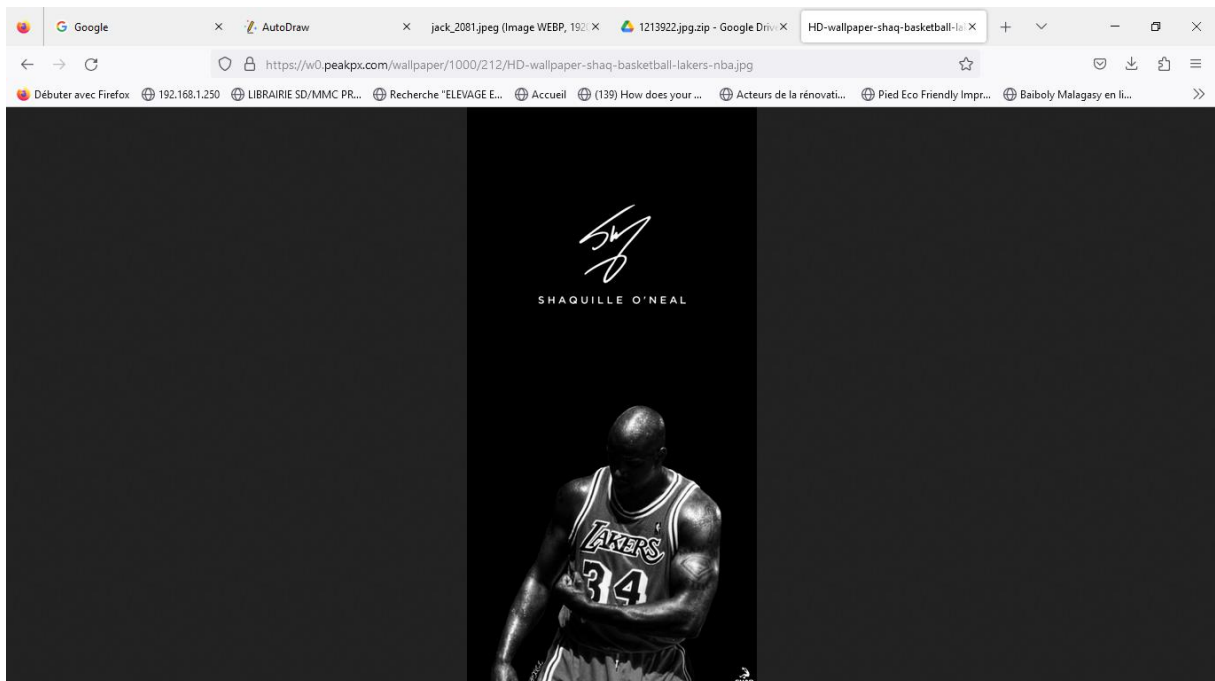 Google
AutoDraw
jack_2081.jpeg (Image WEBP, 192
1213922.jpg.zip - Google Driv
HD-wallpaper-shaq-basketball-la
https://w0.peakpx.com/wallpaper/1000/212/HD-wallpaper-shaq-basketball-lakers-nba.jpg
Débuter avec Firefox 192.168.1.250 LIBRAIRIE SD/MMC PR... Recherche "ELEVAGE E... Accueil (139) How does your ... Acteurs de la rénovati... Pied Eco Friendly Impr... Baiboly Malagasy en li...
SHAQUILLE O'NEAL
LAKERS
34